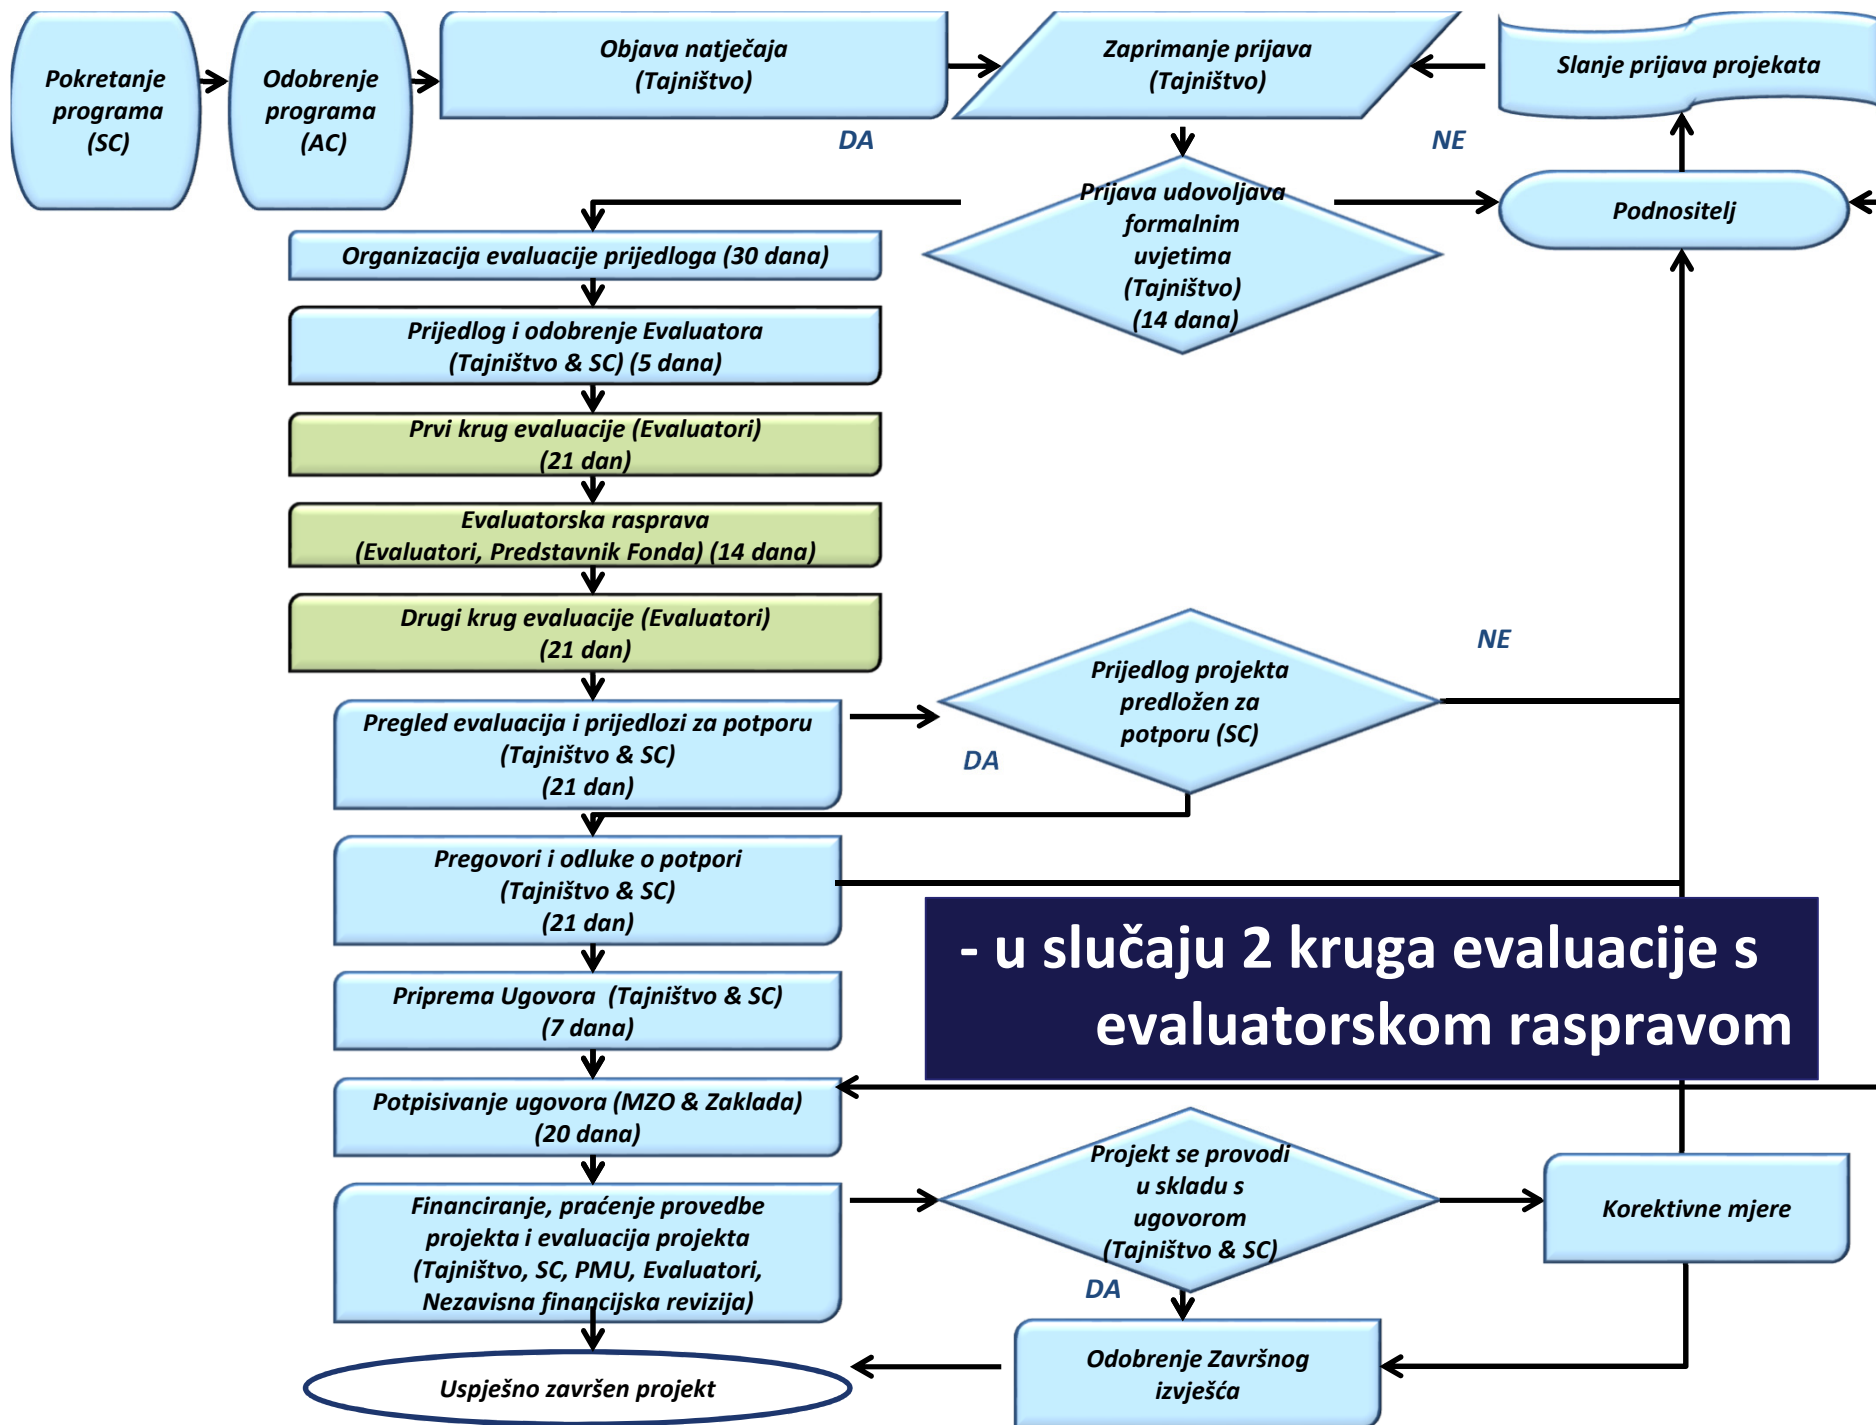 Pokretanje
programa
(SC)
Odobrenje
programa
(AC)
Objava natječaja
(Tajništvo)
Zaprimanje prijava
(Tajništvo)
Slanje prijava projekata
DA
NE
Prijava udovoljava
formalnim
uvjetima
(Tajništvo)
(14 dana)
Podnositelj
Organizacija evaluacije prijedloga (30 dana)
Prijedlog i odobrenje Evaluatora
(Tajništvo & SC) (5 dana)
Prvi krug evaluacije (Evaluatori)
(21 dan)
Evaluatorska rasprava
(Evaluatori, Predstavnik Fonda) (14 dana)
Drugi krug evaluacije (Evaluatori)
(21 dan)
Prijedlog projekta
predložen za
potporu (SC)
NE
Pregled evaluacija i prijedlozi za potporu
(Tajništvo & SC)
(21 dan)
DA
Pregovori i odluke o potpori
(Tajništvo & SC)
(21 dan)
- u slučaju 2 kruga evaluacije s
evaluatorskom raspravom
Priprema Ugovora (Tajništvo & SC)
(7 dana)
Potpisivanje ugovora (MZO & Zaklada)
(20 dana)
Projekt se provodi
u skladu s
ugovorom
(Tajništvo & SC)
Korektivne mjere
Financiranje, praćenje provedbe
projekta i evaluacija projekta
(Tajništvo, SC, PMU, Evaluatori,
Nezavisna financijska revizija)
DA
Odobrenje Završnog
izvješća
Uspješno završen projekt